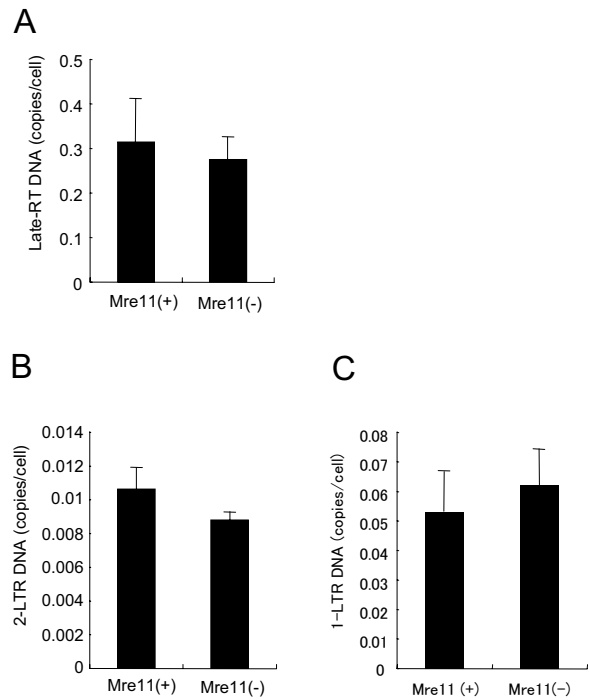 A
Late-RT DNA (copies/cell)
0.5
0.4
0.3
0.2
0.1
0
Mre11(+) Mre11(-)
B
2-LTR DNA (copies/cell)
0.014
0.012
0.01
0.008
0.006
0.004
0.002
0
Mre11(+) Mre11(-)
C
1-LTR DNA (copies/cell)
0.08
0.07
0.06
0.05
0.04
0.03
0.02
0.01
0
Mre11 (+) Mre11(-)